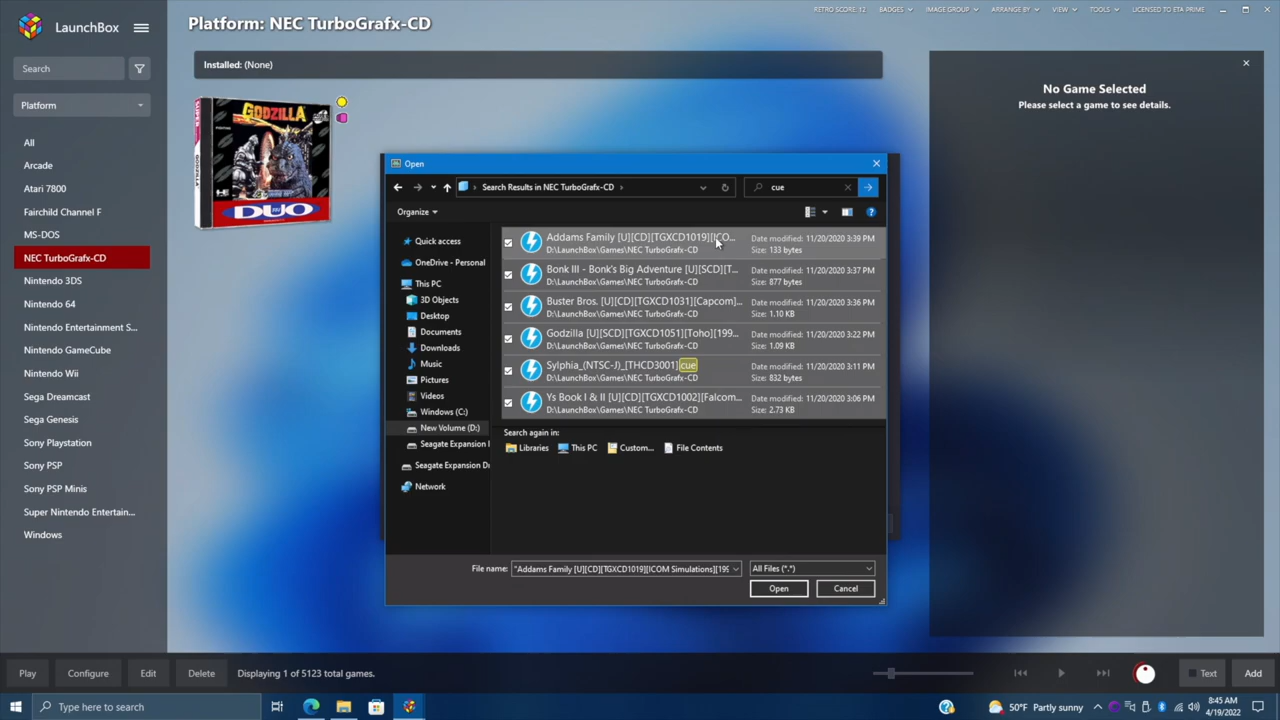 LaunchBox
Platform: NEC TurboGrafx-CD
RETRO SCORE: 12
BADGES
IMAGE GROUP
ARRANGE BY
VIEW
TOOLS
LICENSED TO ETA PRIME
Search
Platform
All
Arcade
Atari 7800
Fairchild Channel F
MS-DOS
NEC TurboGrafx-CD
Nintendo 3DS
Nintendo 64
Nintendo Entertainment S...
Nintendo GameCube
Nintendo Wii
Sega Dreamcast
Sega Genesis
Sony Playstation
Sony PSP
Sony PSP Minis
Super Nintendo Entertain...
Windows
Installed: (None)
GODZILLA
DUO
No Game Selected
Please select a game to see details.
Open
Search Results in NEC TurboGrafx-CD
cue
Organize
Quick access
OneDrive - Personal
This PC
3D Objects
Desktop
Documents
Downloads
Music
Pictures
Videos
Windows (C:)
New Volume (D:)
Seagate Expansion
Seagate Expansion Dr
Network
Addams Family [U][CD][TGXCD1019][ICO...
D:\LaunchBox\Games\NEC TurboGrafx-CD
Date modified: 11/20/2020 3:39 PM
Size: 133 bytes
Bonk III - Bonk's Big Adventure [U][SCD][T...
D:\LaunchBox\Games\NEC TurboGrafx-CD
Date modified: 11/20/2020 3:37 PM
Size: 877 bytes
Buster Bros. [U][CD][TGXCD1031][Capcom]...
D:\LaunchBox\Games\NEC TurboGrafx-CD
Date modified: 11/20/2020 3:36 PM
Size: 1.10 KB
Godzilla [U][SCD][TGXCD1051][Toho][199...
D:\LaunchBox\Games\NEC TurboGrafx-CD
Date modified: 11/20/2020 3:22 PM
Size: 1.09 KB
Sylphia_(NTSC-J)_[THCD3001]cue
D:\LaunchBox\Games\NEC TurboGrafx-CD
Date modified: 11/20/2020 3:11 PM
Size: 832 bytes
Ys Book I & II [U][CD][TGXCD1002][Falcom...
D:\LaunchBox\Games\NEC TurboGrafx-CD
Date modified: 11/20/2020 3:06 PM
Size: 2.73 KB
Search again in:
Libraries
This PC
Custom...
File Contents
File name:
"Addams Family [U][CD][TGXCD1019][ICOM Simulations][199
All Files (*.*)
Open
Cancel
Play
Configure
Edit
Delete
Displaying 1 of 5123 total games.
Text
Add
Type here to search
50°F Partly sunny
8:45 AM
4/19/2022